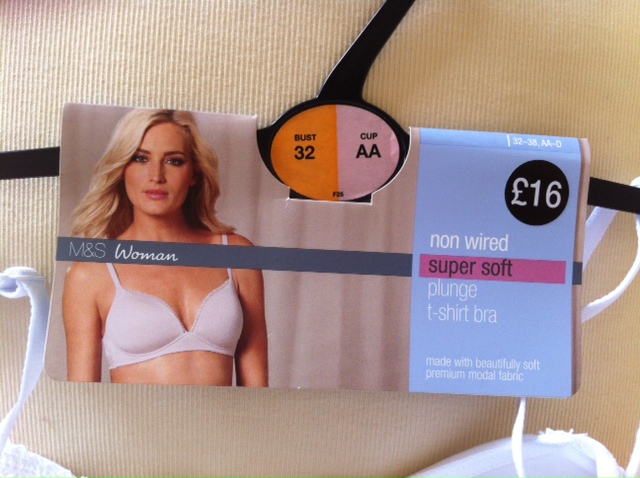 BUST
32
CUP
AA
F25
32-38, AA-D
£16
M&S Woman
non wired
super soft
plunge
t-shirt bra
made with beautifully soft
premium modal fabric